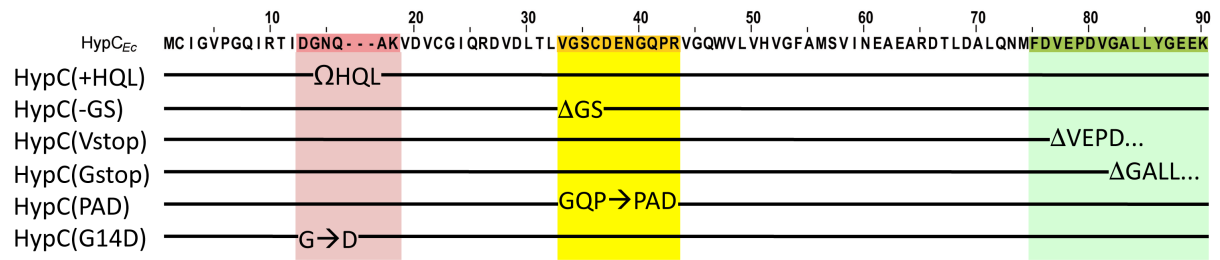 10 20 30 40 50 60 70 80 90
HypCEc MCIGVPGQIRTIDGNQ---AKVDVCGIQRDVDLTLVGSCDENGQPRVGQWVLVHVGFAMSVINEAEARDTLDALQNMFDVEPDVGALLYGEEK
HypC(+HQL) ΩHQL
HypC(-GS) ΔGS
HypC(Vstop) ΔVEPD...
HypC(Gstop) ΔGALL...
HypC(PAD) GQP→PAD
HypC(G14D) G→D